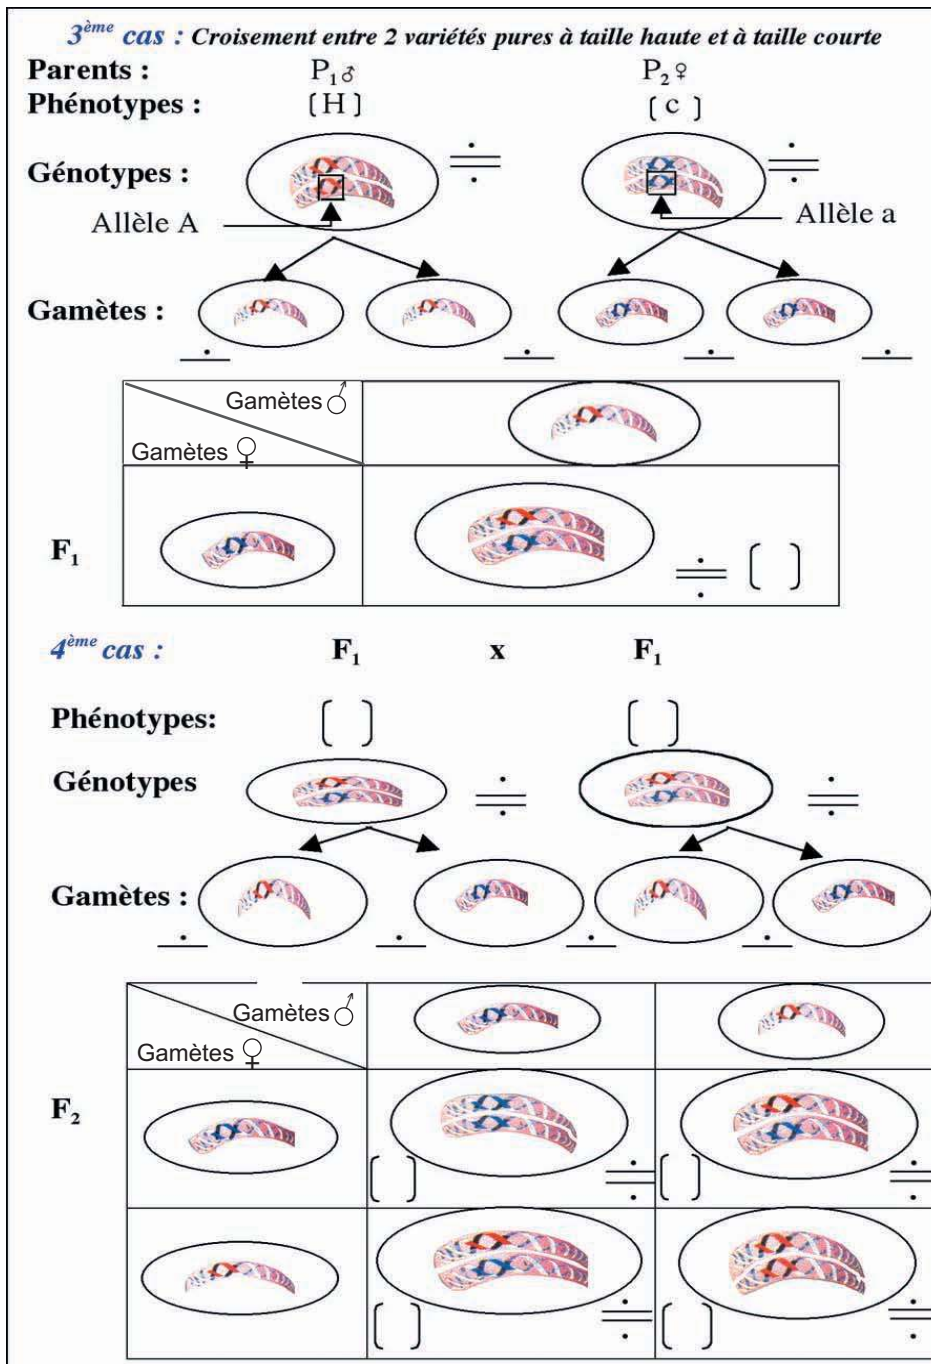 3ème cas : Croisement entre 2 variétés pures à taille haute et à taille courte
Parents : P₁♂ P₂♀
Phénotypes : [H] [c]
Génotypes :
Allèle A Allèle a
Gamètes :
Gamètes ♂
Gamètes ♀
F₁ [ ]
4ème cas : F₁ x F₁
Phénotypes: [ ] [ ]
Génotypes
Gamètes :
Gamètes ♂
Gamètes ♀
F₂
[ ] [ ]
[ ] [ ]